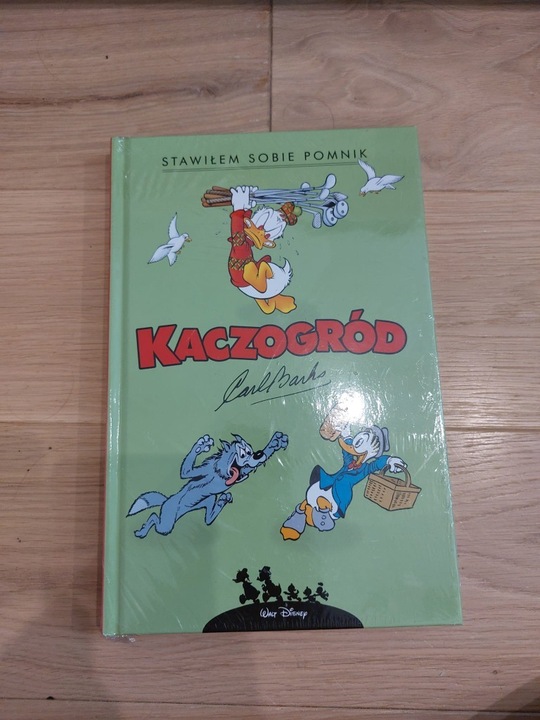 STAWIŁEM SOBIE POMNIK
KACZOGRÓD
Carl Barks
WALT DISNEY